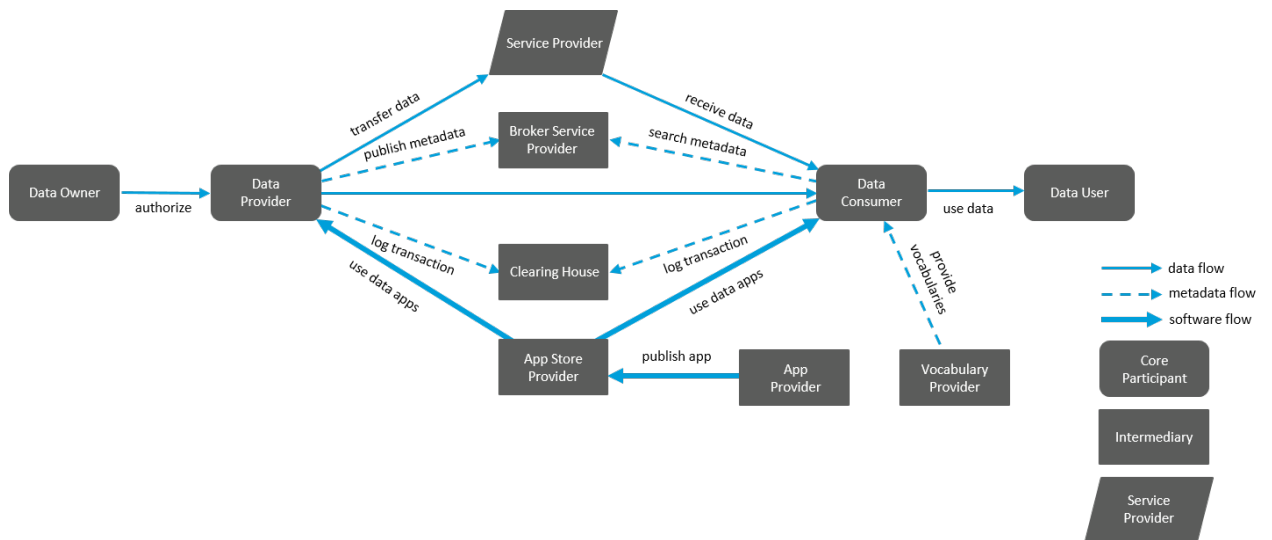 Service Provider
transfer data
receive data
publish metadata
Broker Service
Provider
search metadata
Data Owner
authorize
Data
Provider
Data
Consumer
use data
Data User
log transaction
Clearing House
log transaction
use data apps
use data apps
provide
vocabularies
App Store
Provider
publish app
App
Provider
Vocabulary
Provider
data flow
metadata flow
software flow
Core
Participant
Intermediary
Service
Provider